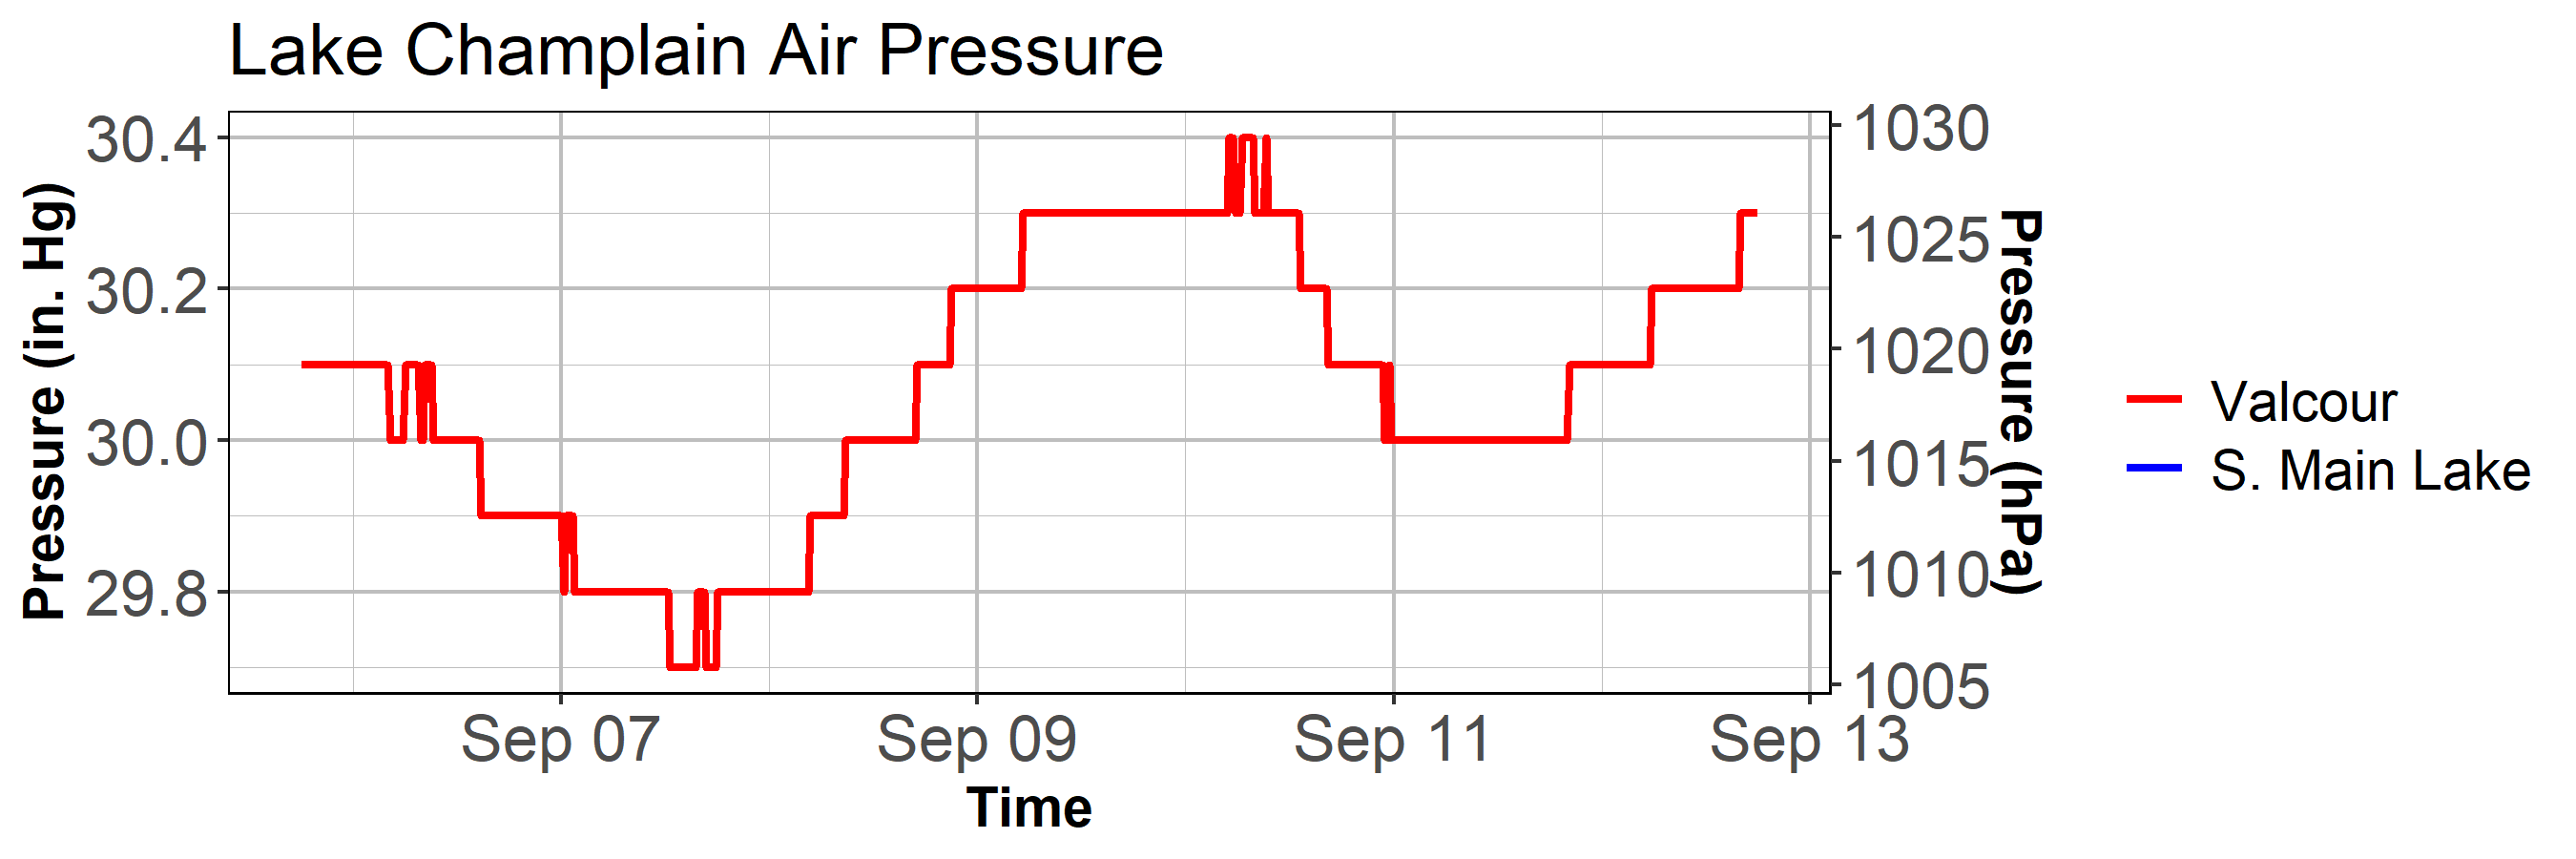 Lake Champlain Air Pressure
Pressure (in. Hg)
30.4
30.2
30.0
29.8
1030
1025
1020
1015
1010
1005
Pressure (hPa)
Sep 07
Sep 09
Sep 11
Sep 13
Time
Valcour
S. Main Lake